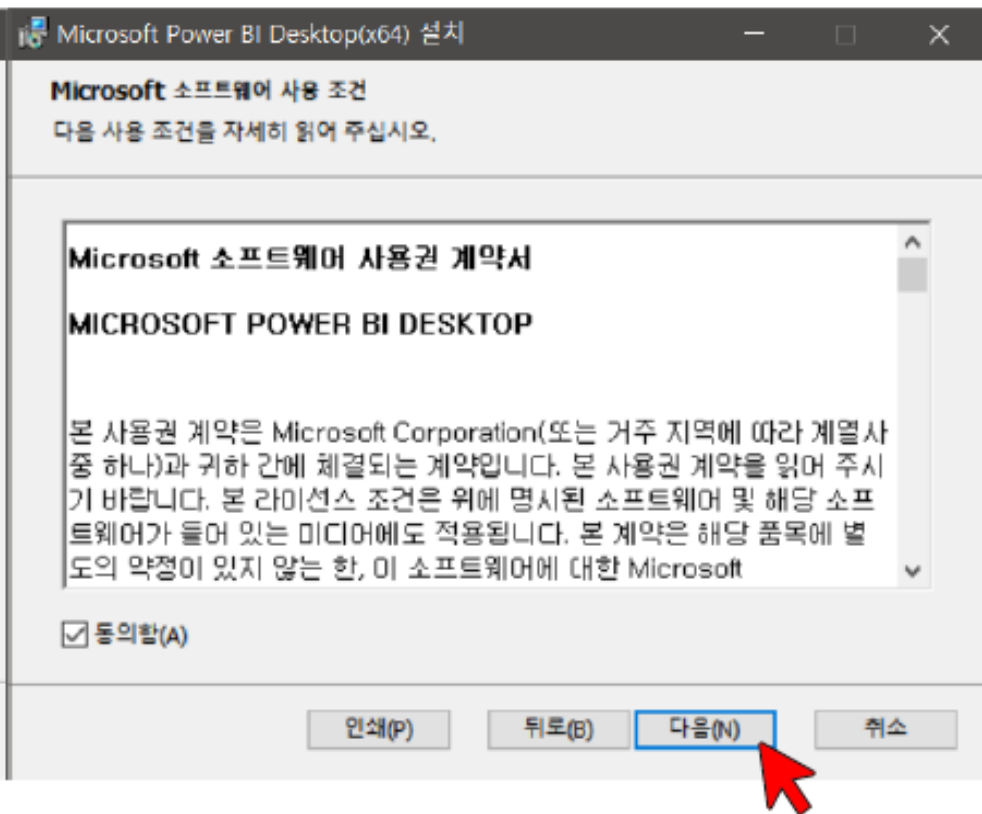 Microsoft Power BI Desktop(x64) 설치
Microsoft 소프트웨어 사용 조건
다음 사용 조건을 자세히 읽어 주십시오.
Microsoft 소프트웨어 사용권 계약서
MICROSOFT POWER BI DESKTOP
본 사용권 계약은 Microsoft Corporation(또는 거주 지역에 따라 계열사
중 하나)과 귀하 간에 체결되는 계약입니다. 본 사용권 계약을 읽어 주시
기 바랍니다. 본 라이선스 조건은 위에 명시된 소프트웨어 및 해당 소프
트웨어가 들어 있는 미디어에도 적용됩니다. 본 계약은 해당 품목에 별
도의 약정이 있지 않는 한, 이 소프트웨어에 대한 Microsoft
동의함(A)
인쇄(P) 뒤로(B) 다음(N) 취소